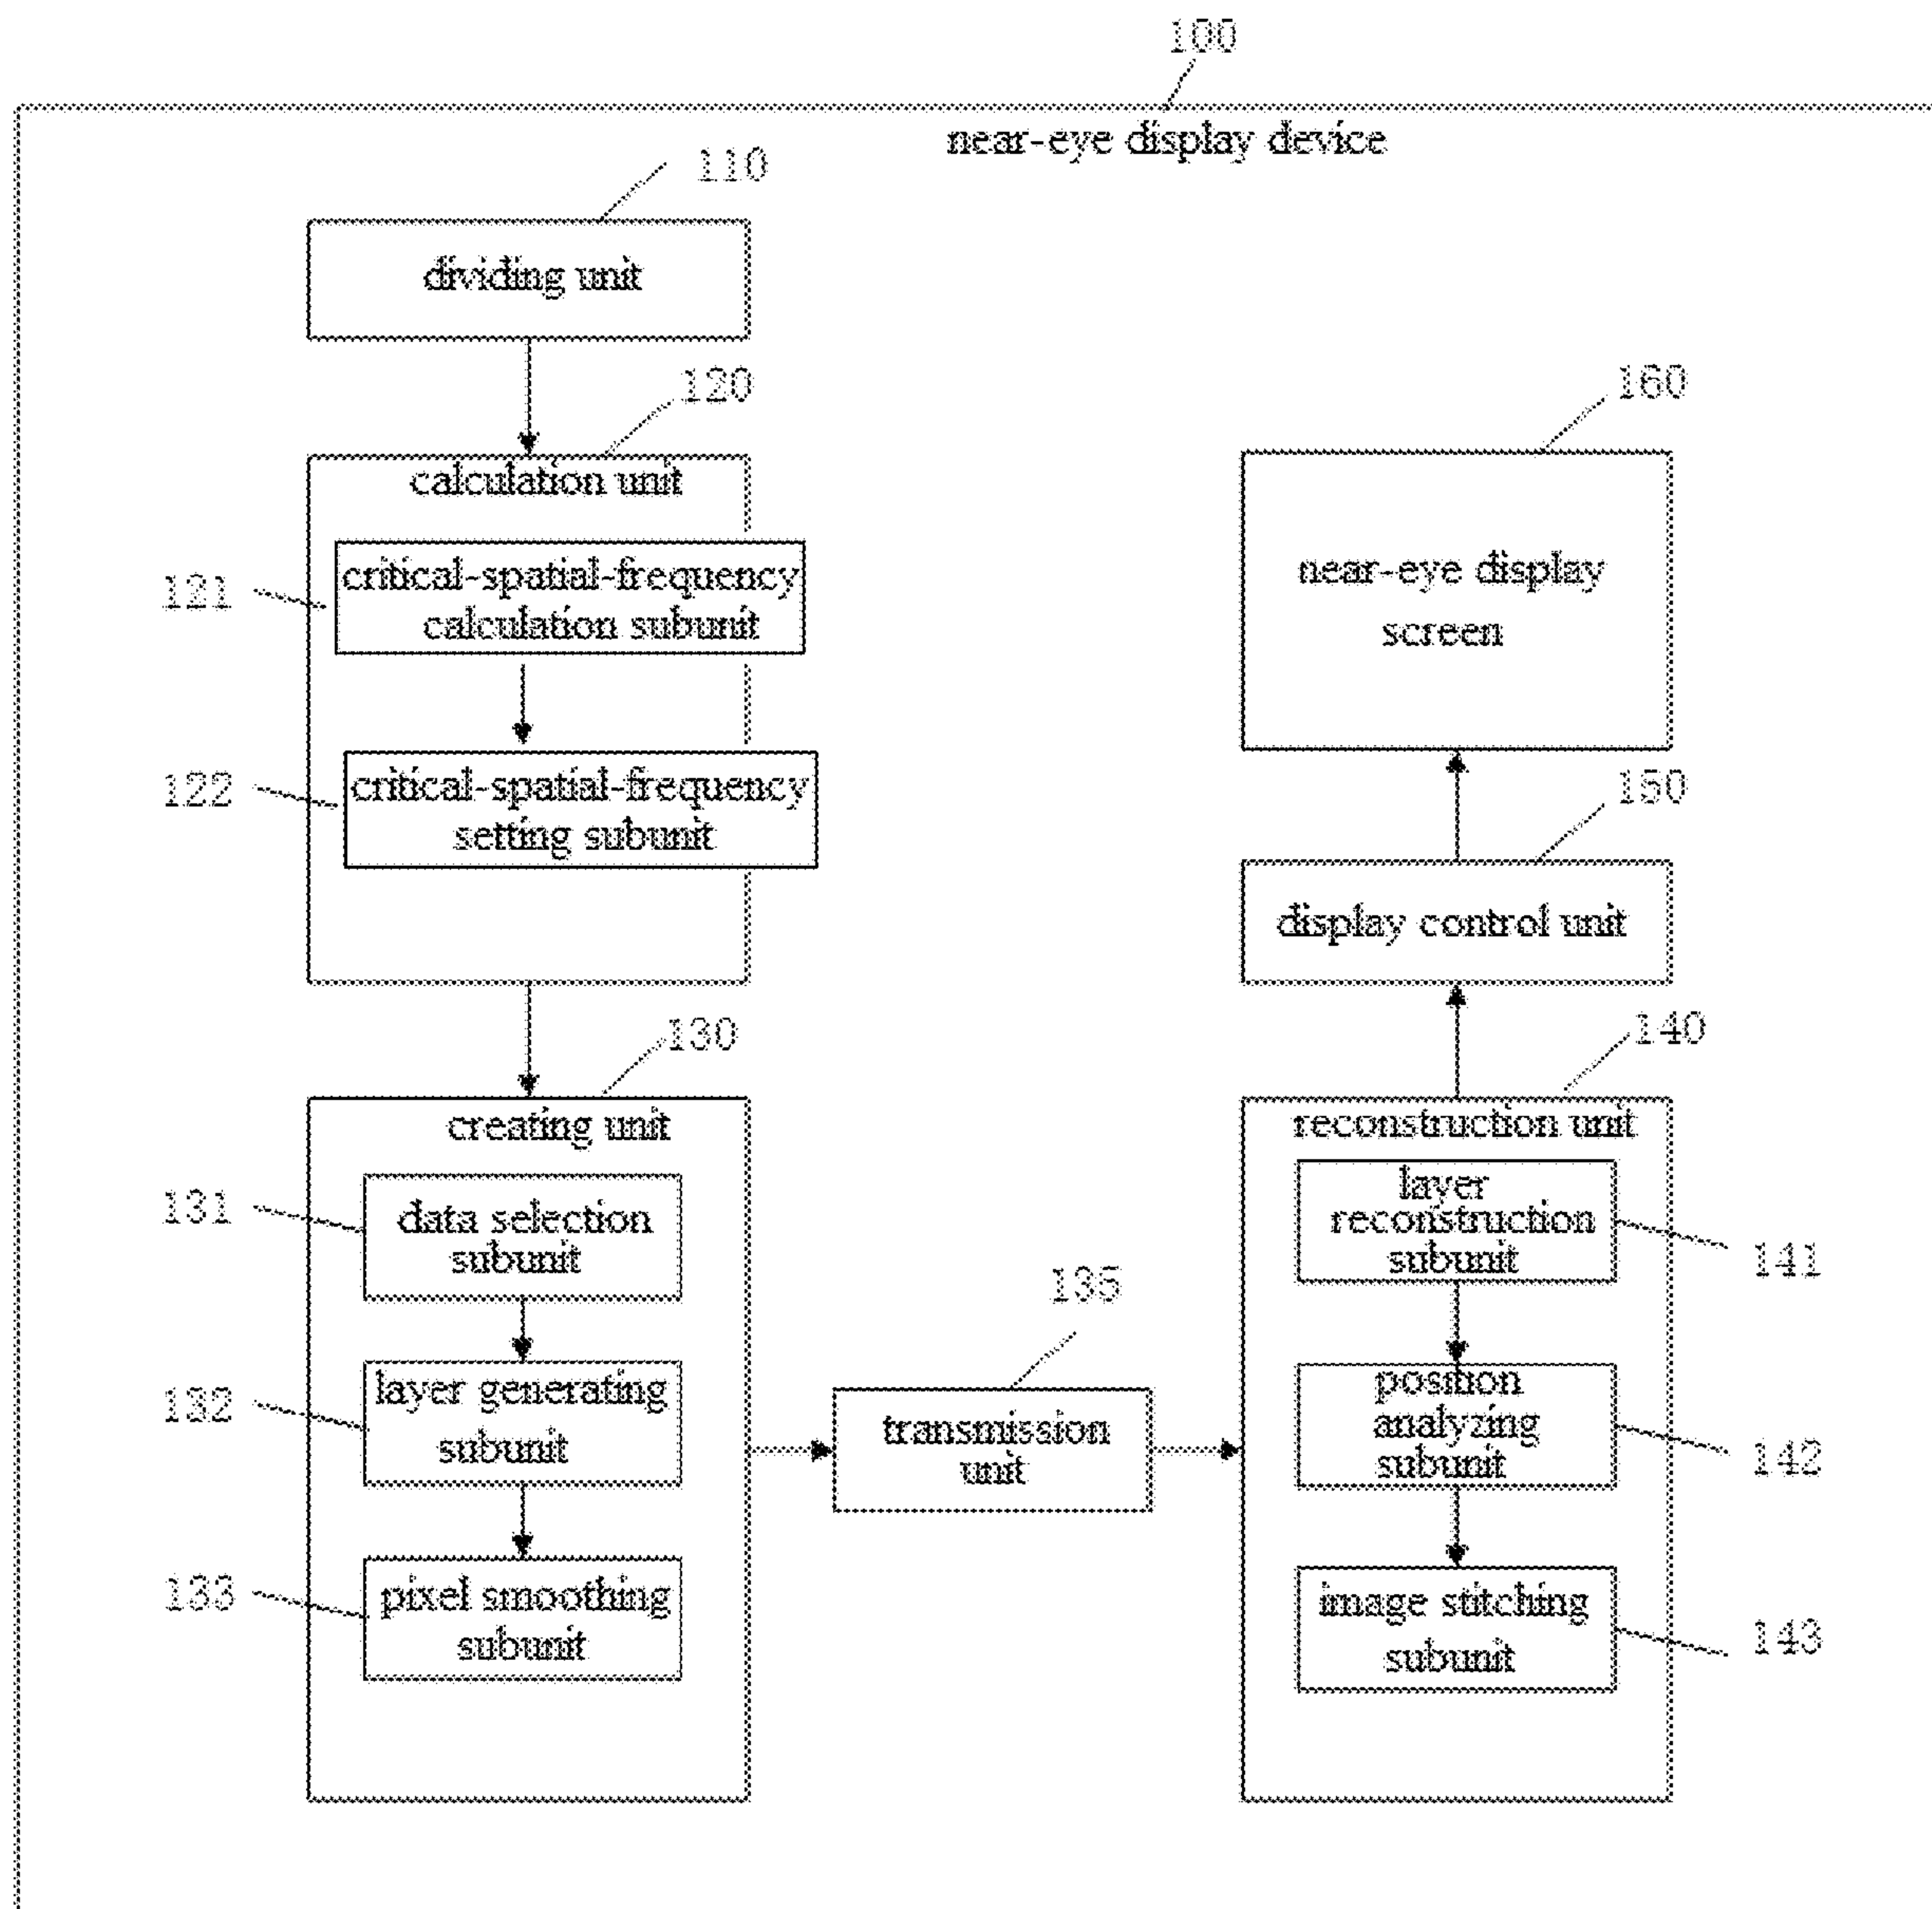 100
near-eye display device
110
dividing unit
120
calculation unit
121
critical-spatial-frequency
calculation subunit
122
critical-spatial-frequency
setting subunit
130
creating unit
131
data selection
subunit
132
layer generating
subunit
133
pixel smoothing
subunit
135
transmission
unit
160
near-eye display
screen
150
display control unit
140
reconstruction unit
layer
reconstruction
subunit
141
position
analyzing
subunit
142
image stitching
subunit
143